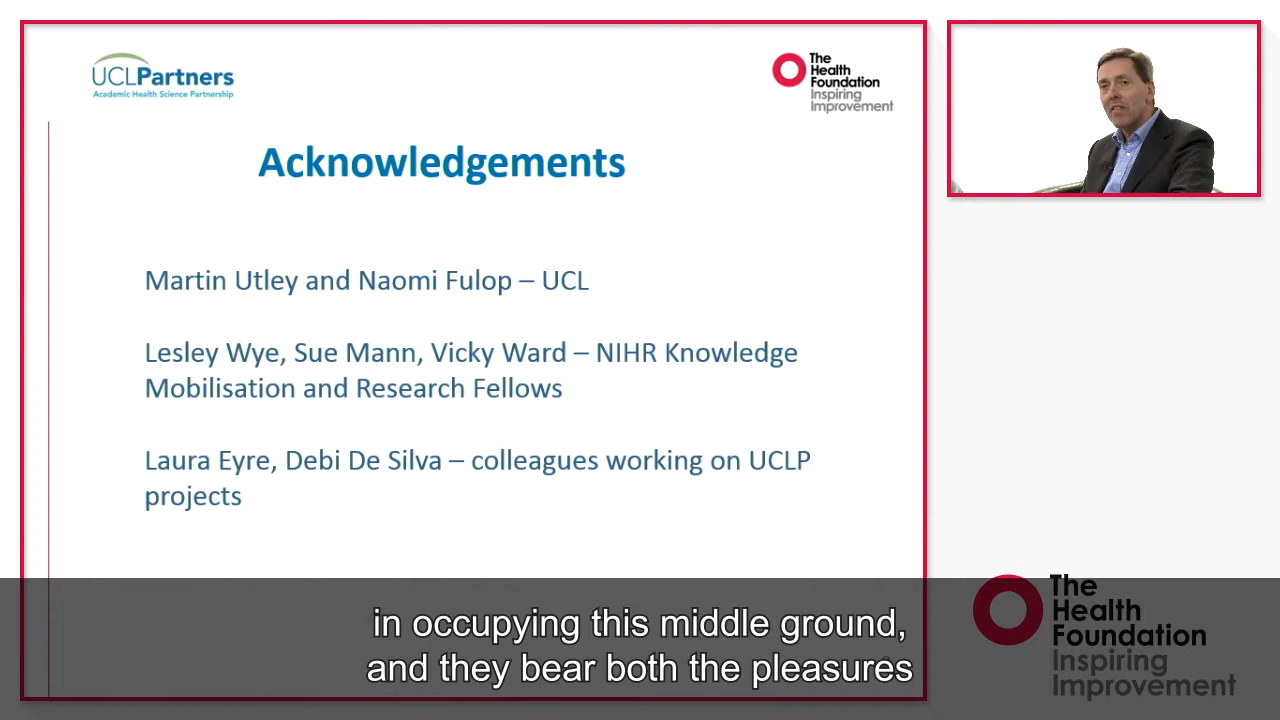 UCLPartners
Academic Health Science Partnership
The
Health
Foundation
Inspiring
Improvement
Acknowledgements
Martin Utley and Naomi Fulop – UCL
Lesley Wye, Sue Mann, Vicky Ward – NIHR Knowledge
Mobilisation and Research Fellows
Laura Eyre, Debi De Silva – colleagues working on UCLP
projects
in occupying this middle ground,
and they bear both the pleasures
The
Health
Foundation
Inspiring
Improvement